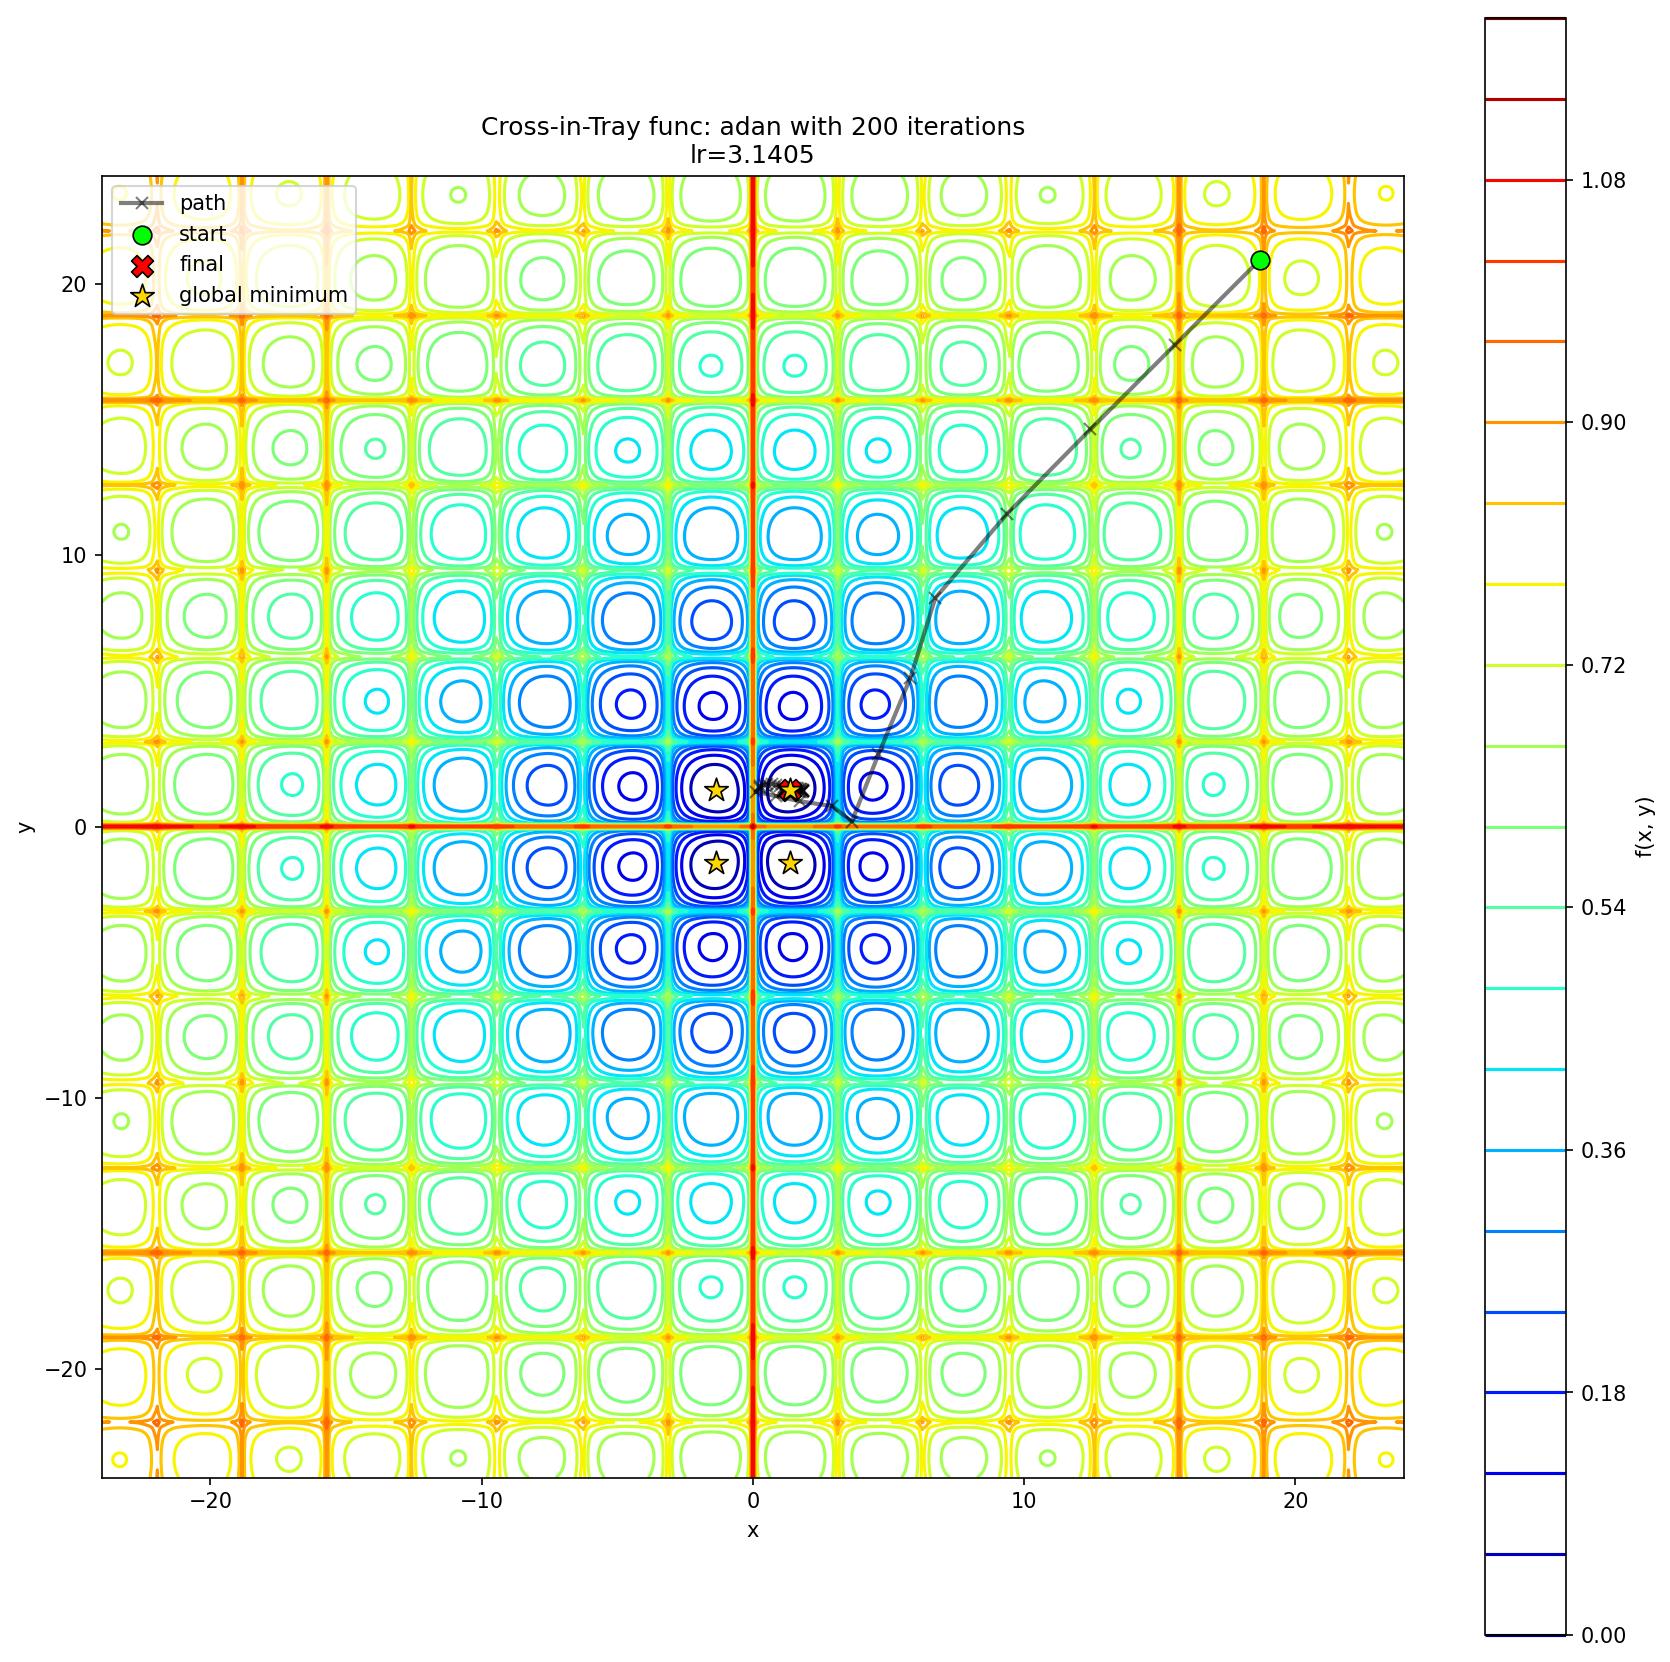 Cross-in-Tray func: adan with 200 iterations
lr=3.1405
path
start
final
global minimum
20
10
0
−10
−20
y
−20
−10
0
10
20
x
1.08
0.90
0.72
0.54
0.36
0.18
0.00
f(x, y)